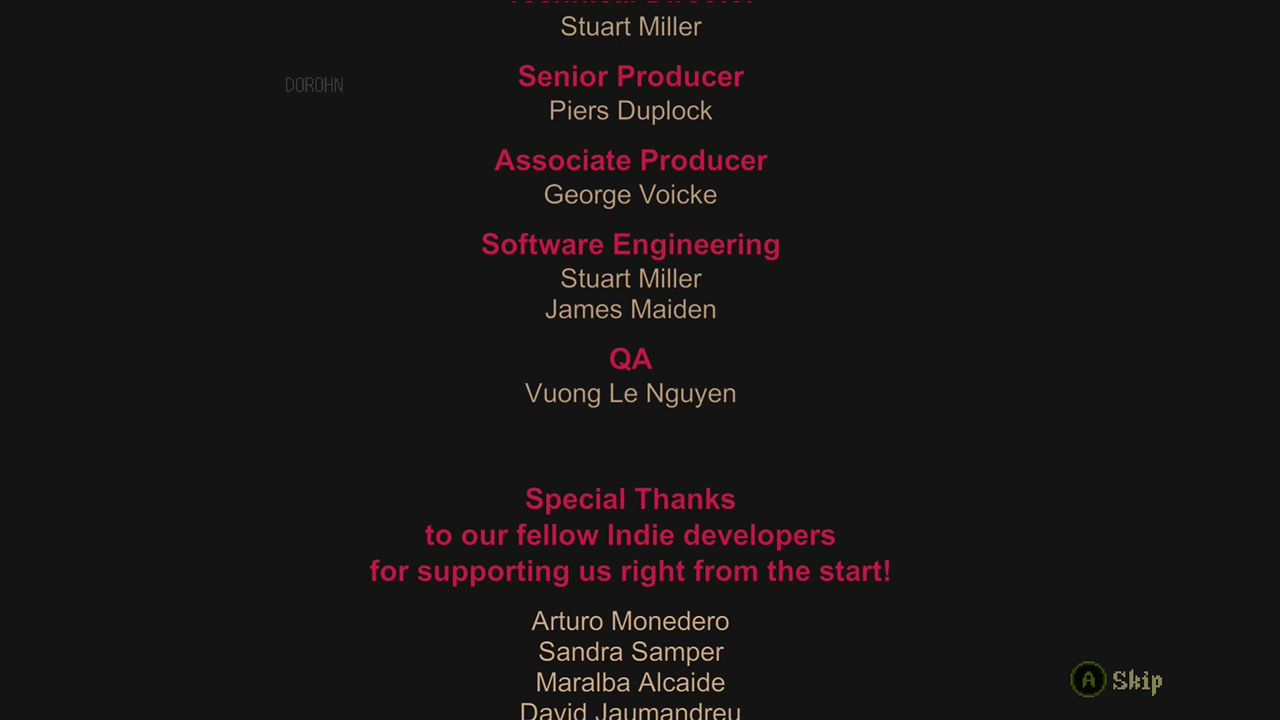 Technical Director
Stuart Miller
DOROHN
Senior Producer
Piers Duplock
Associate Producer
George Voicke
Software Engineering
Stuart Miller
James Maiden
QA
Vuong Le Nguyen
Special Thanks
to our fellow Indie developers
for supporting us right from the start!
Arturo Monedero
Sandra Samper
Maralba Alcaide
David Jaumandreu
A Skip